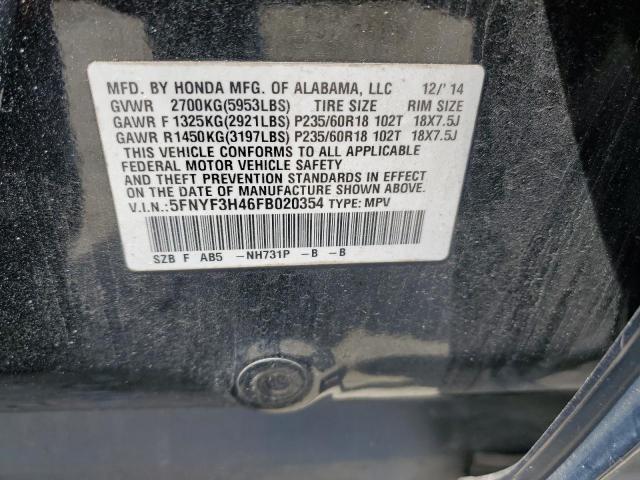 MFD. BY HONDA MFG. OF ALABAMA, LLC 12/'14
GVWR 2700KG(5953LBS) TIRE SIZE RIM SIZE
GAWR F 1325KG(2921LBS) P235/60R18 102T 18X7.5J
GAWR R1450KG(3197LBS) P235/60R18 102T 18X7.5J
THIS VEHICLE CONFORMS TO ALL APPLICABLE
FEDERAL MOTOR VEHICLE SAFETY
AND THEFT PREVENTION STANDARDS IN EFFECT
ON THE DATE OF MANUFACTURE SHOWN ABOVE.
V.I.N.:5FNYF3H46FB020354 TYPE: MPV
SZB F AB5 -NH731P -B -B